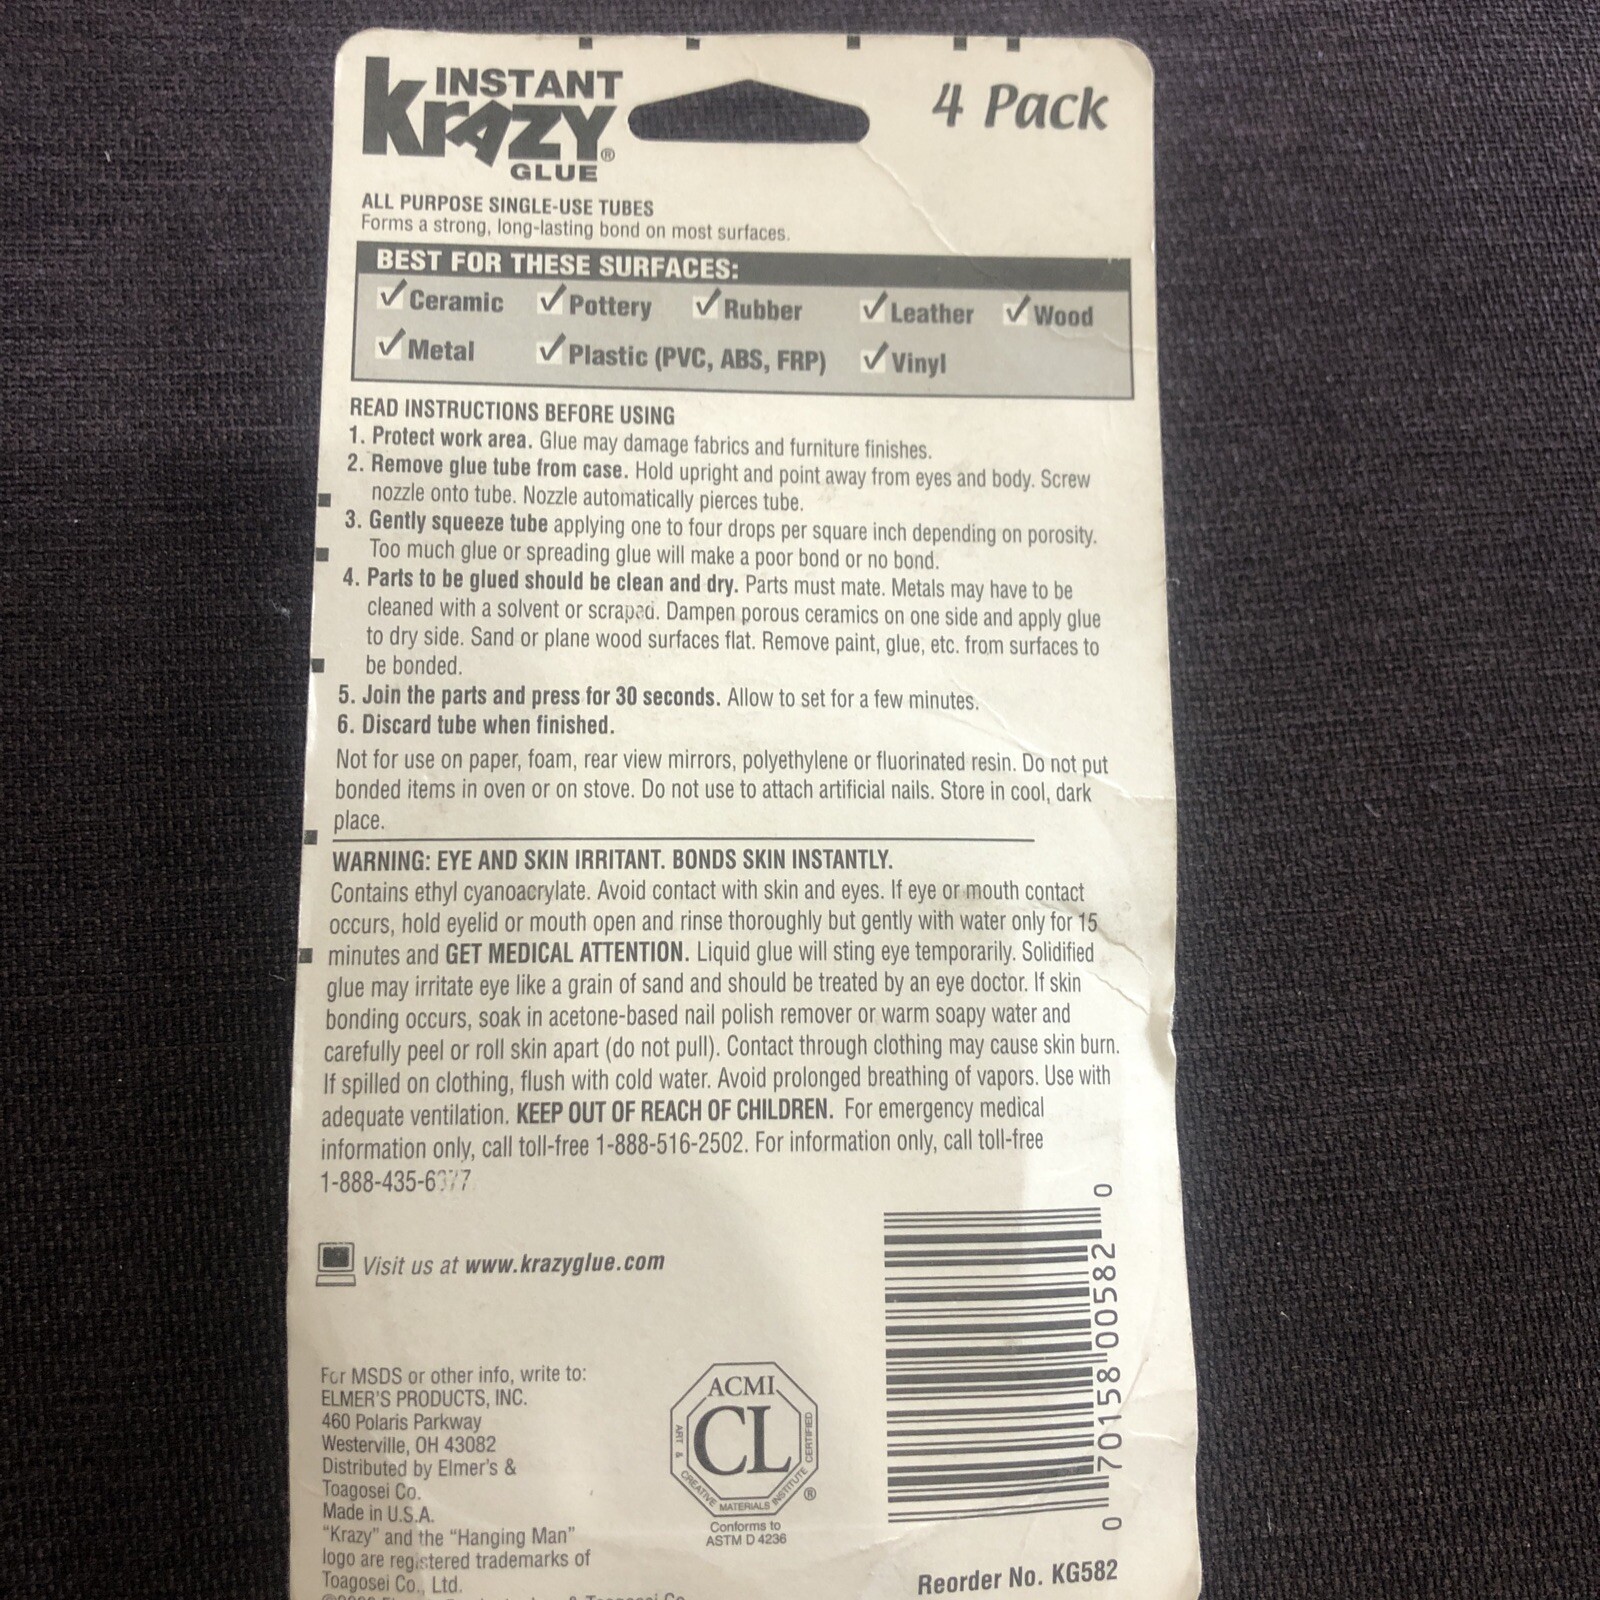 INSTANT
Krazy®
GLUE
4 Pack
ALL PURPOSE SINGLE-USE TUBES
Forms a strong, long-lasting bond on most surfaces.
BEST FOR THESE SURFACES:
✓ Ceramic ✓ Pottery ✓ Rubber ✓ Leather ✓ Wood
✓ Metal ✓ Plastic (PVC, ABS, FRP) ✓ Vinyl
READ INSTRUCTIONS BEFORE USING
1. Protect work area. Glue may damage fabrics and furniture finishes.
2. Remove glue tube from case. Hold upright and point away from eyes and body. Screw
nozzle onto tube. Nozzle automatically pierces tube.
3. Gently squeeze tube applying one to four drops per square inch depending on porosity.
Too much glue or spreading glue will make a poor bond or no bond.
4. Parts to be glued should be clean and dry. Parts must mate. Metals may have to be
cleaned with a solvent or scraped. Dampen porous ceramics on one side and apply glue
to dry side. Sand or plane wood surfaces flat. Remove paint, glue, etc. from surfaces to
be bonded.
5. Join the parts and press for 30 seconds. Allow to set for a few minutes.
6. Discard tube when finished.
Not for use on paper, foam, rear view mirrors, polyethylene or fluorinated resin. Do not put
bonded items in oven or on stove. Do not use to attach artificial nails. Store in cool, dark
place.
WARNING: EYE AND SKIN IRRITANT. BONDS SKIN INSTANTLY.
Contains ethyl cyanoacrylate. Avoid contact with skin and eyes. If eye or mouth contact
occurs, hold eyelid or mouth open and rinse thoroughly but gently with water only for 15
minutes and GET MEDICAL ATTENTION. Liquid glue will sting eye temporarily. Solidified
glue may irritate eye like a grain of sand and should be treated by an eye doctor. If skin
bonding occurs, soak in acetone-based nail polish remover or warm soapy water and
carefully peel or roll skin apart (do not pull). Contact through clothing may cause skin burn.
If spilled on clothing, flush with cold water. Avoid prolonged breathing of vapors. Use with
adequate ventilation. KEEP OUT OF REACH OF CHILDREN. For emergency medical
information only, call toll-free 1-888-516-2502. For information only, call toll-free
Visit us at www.krazyglue.com
For MSDS or other info, write to:
ELMER'S PRODUCTS, INC.
460 Polaris Parkway
Westerville, OH 43082
Distributed by Elmer's &
Toagosei Co.
Made in U.S.A.
"Krazy" and the "Hanging Man"
logo are registered trademarks of
Toagosei Co., Ltd.
ACMI
CL
ART & CREATIVE MATERIALS INSTITUTE CERTIFIED
®
Conforms to
ASTM D 4236
0 70158 00582 0
Reorder No. KG582